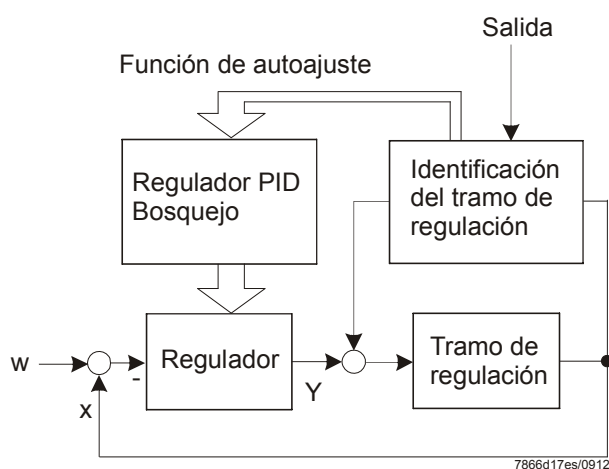 Salida
Función de autoajuste
Regulador PID
Bosquejo
Identificación
del tramo de
regulación
w
-
x
Regulador
Y
Tramo de
regulación
7866d17es/0912